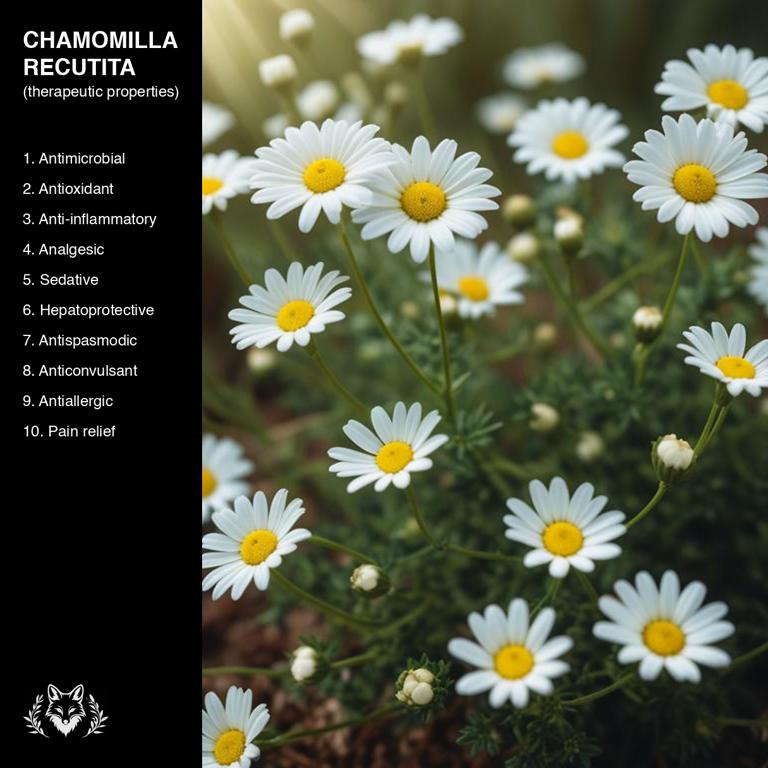 CHAMOMILLA
RECUTITA
(therapeutic properties)
1. Antimicrobial
2. Antioxidant
3. Anti-inflammatory
4. Analgesic
5. Sedative
6. Hepatoprotective
7. Antispasmodic
8. Anticonvulsant
9. Antiallergic
10. Pain relief